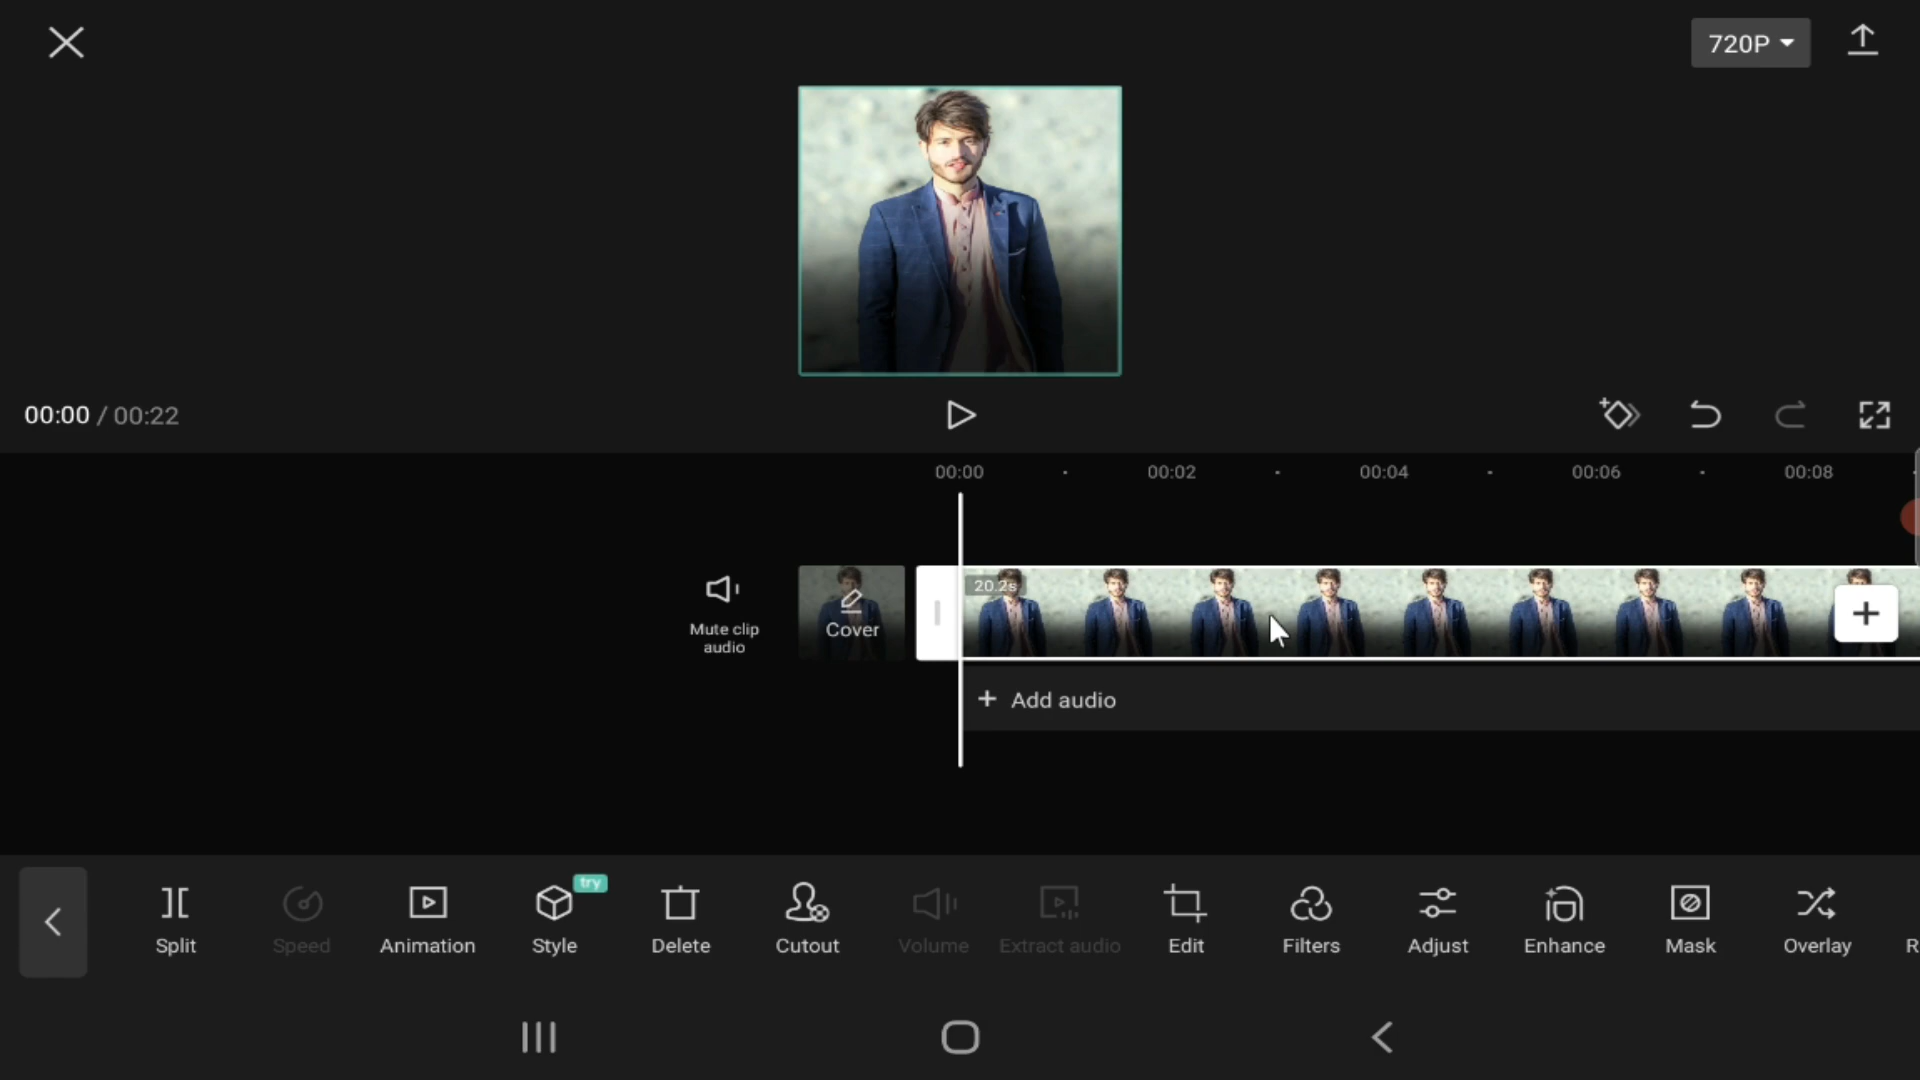 720P
00:00 / 00:22
00:00 00:02 00:04 00:06 00:08
20.2s
Mute clip
audio
Cover
+ Add audio
try
Split Speed Animation Style Delete Cutout Volume Extract audio Edit Filters Adjust Enhance Mask Overlay R